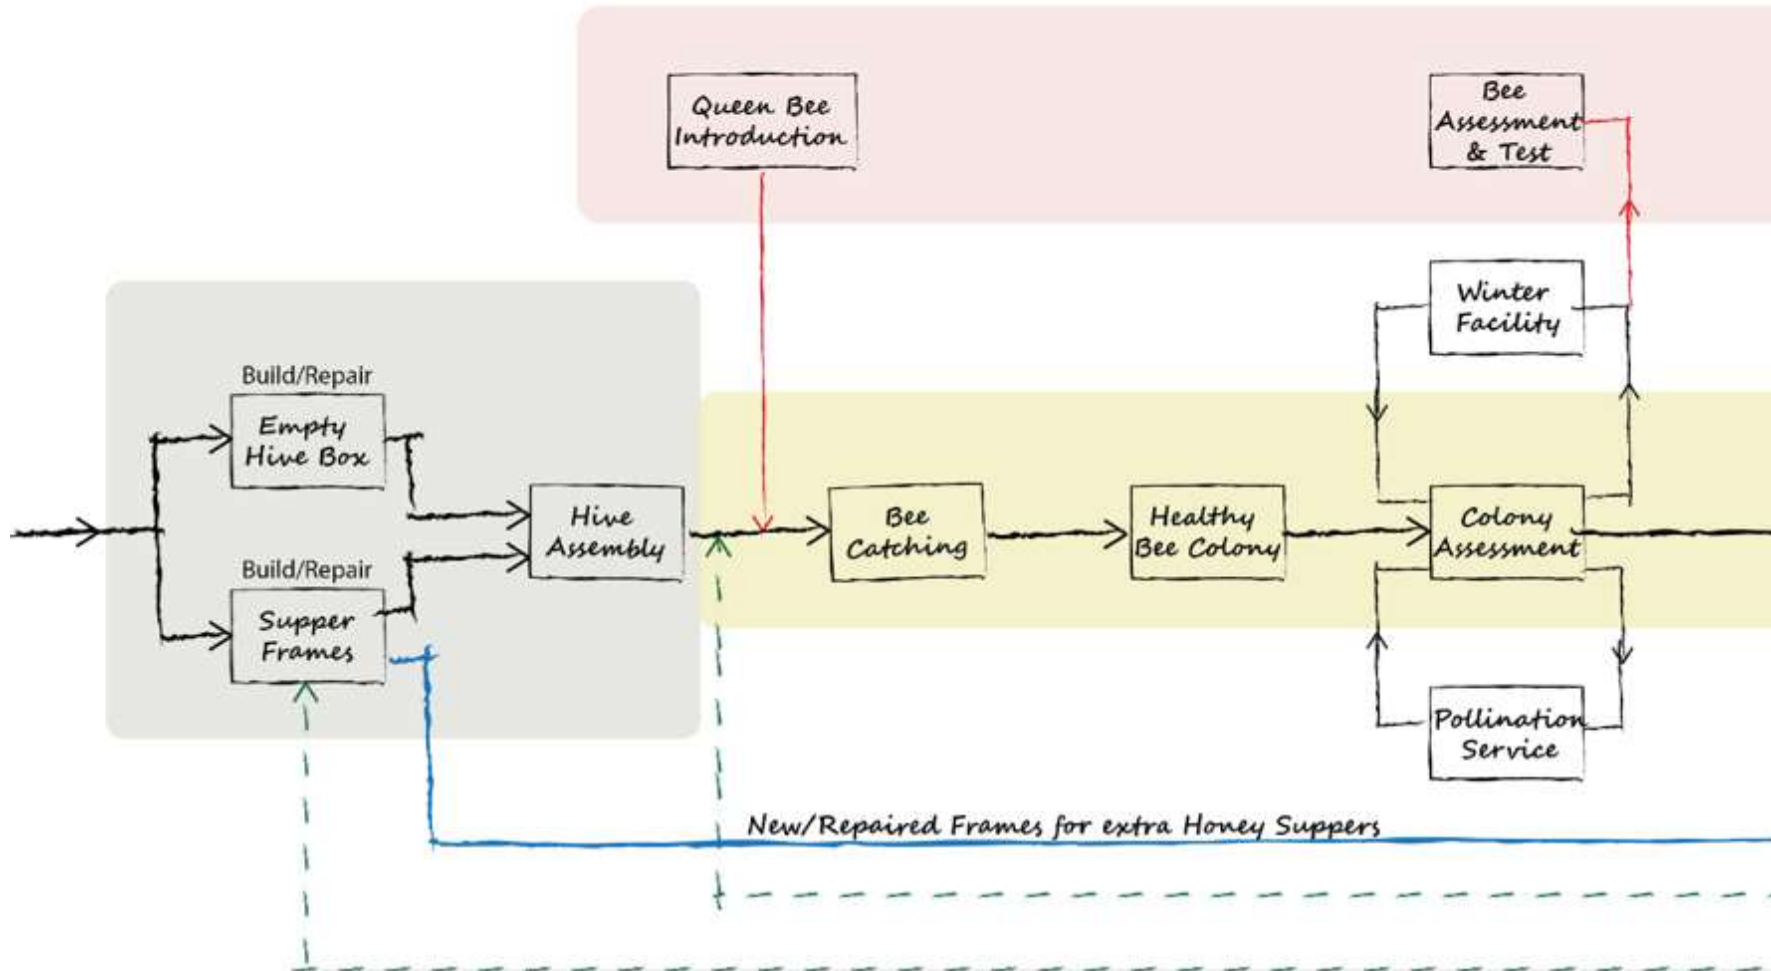 Queen Bee
Introduction
Bee
Assessment
& Test
Winter
Facility
Build/Repair
Empty
Hive Box
Hive
Assembly
Bee
Catching
Healthy
Bee Colony
Colony
Assessment
Build/Repair
Supper
Frames
Pollination
Service
New/Repaired Frames for extra Honey Suppers